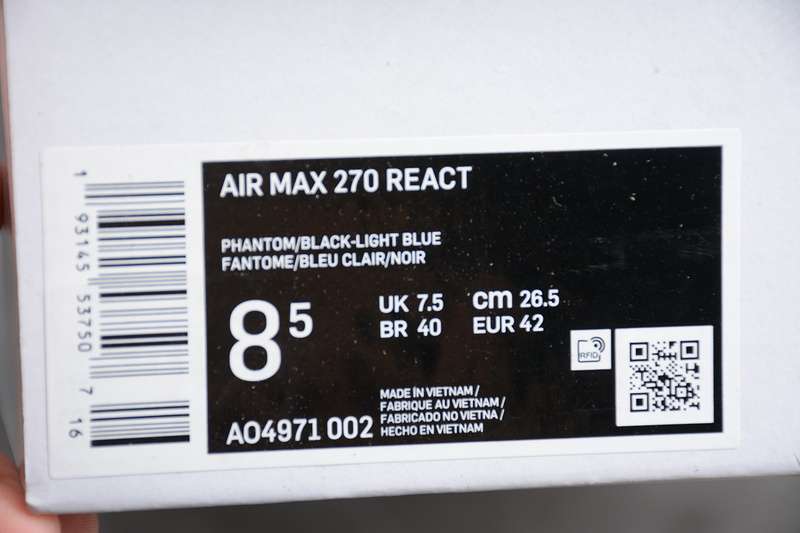 1 93145 53750 7 16
AIR MAX 270 REACT
PHANTOM/BLACK-LIGHT BLUE
FANTOME/BLEU CLAIR/NOIR
8 5
UK 7.5 cm 26.5
BR 40 EUR 42
RFID
AO4971 002
MADE IN VIETNAM /
FABRIQUE AU VIETNAM /
FABRICADO NO VIETNA /
HECHO EN VIETNAM